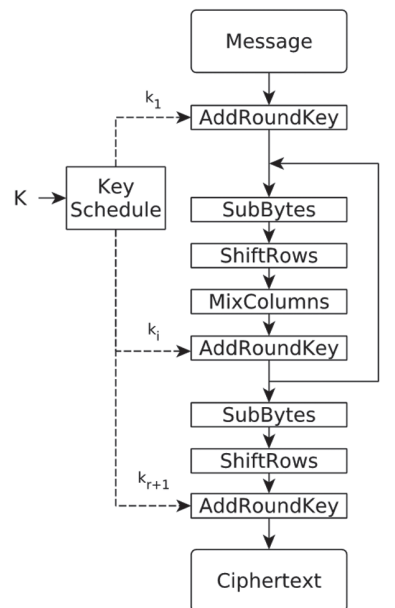 Message
k1
AddRoundKey
K
Key
Schedule
SubBytes
ShiftRows
MixColumns
ki
AddRoundKey
SubBytes
ShiftRows
kr+1
AddRoundKey
Ciphertext